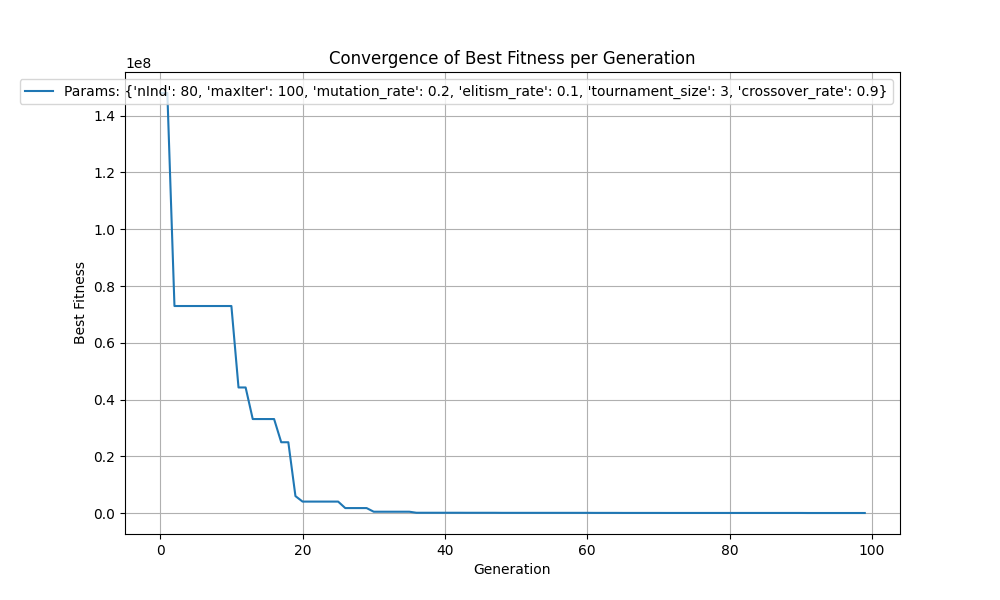 Convergence of Best Fitness per Generation
1e8
Params: {'nInd': 80, 'maxIter': 100, 'mutation_rate': 0.2, 'elitism_rate': 0.1, 'tournament_size': 3, 'crossover_rate': 0.9}
1.4
1.2
1.0
0.8
0.6
0.4
0.2
0.0
Best Fitness
0 20 40 60 80 100
Generation